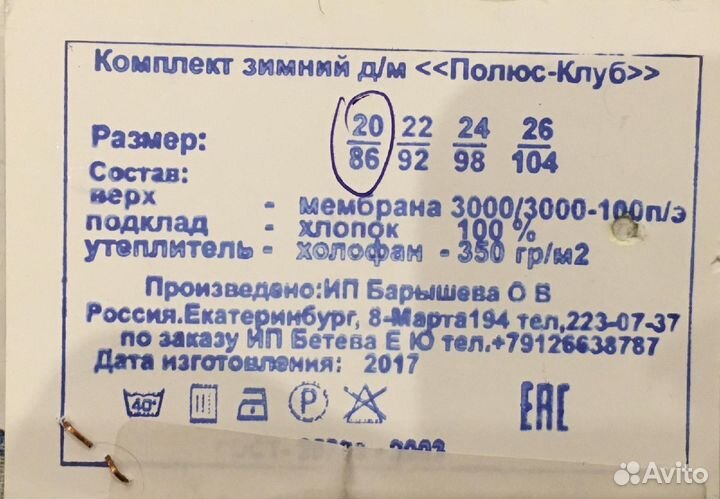 Комплект зимний д/м <<Полюс-Клуб>>
Размер: 20/86 22/92 24/98 26/104
Состав:
верх - мембрана 3000/3000-100п/э
подклад - хлопок 100 %
утеплитель - холофан - 350 гр/м2
Произведено:ИП Барышева О В
Россия.Екатеринбург, 8-Марта194 тел,223-07-37
по заказу ИП Бетева Е Ю тел.+79126638787
Дата изготовления: 2017
40° P EAC
2003
Avito